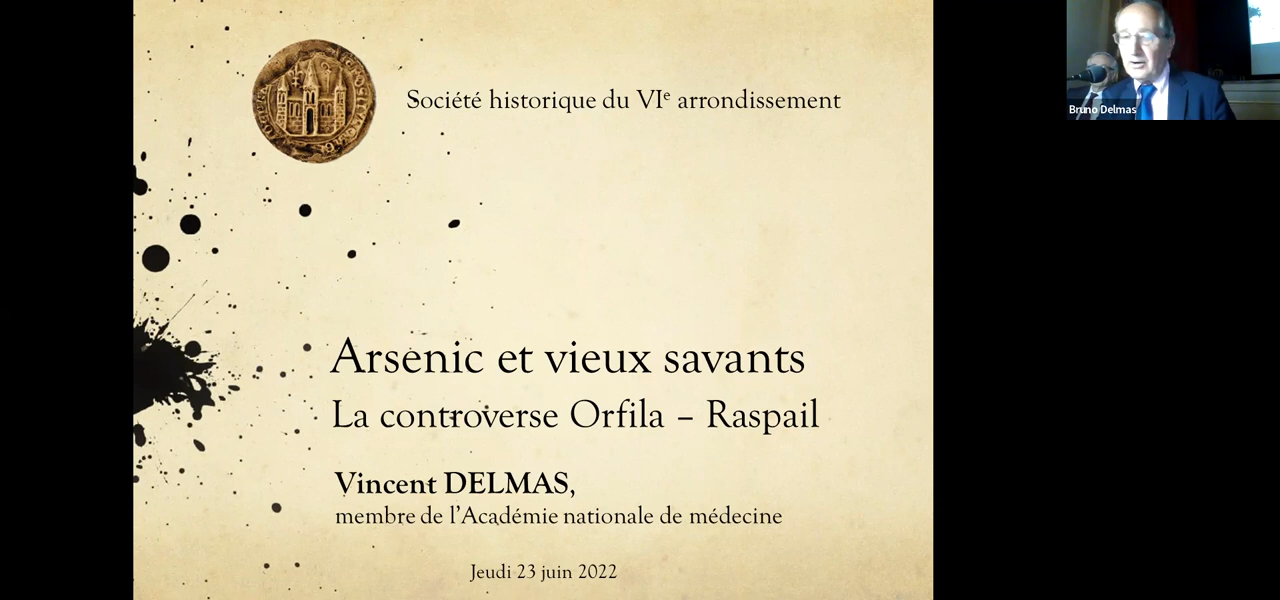 Société historique du VIe arrondissement
Bruno Delmas
Arsenic et vieux savants
La controverse Orfila – Raspail
Vincent DELMAS,
membre de l'Académie nationale de médecine
Jeudi 23 juin 2022